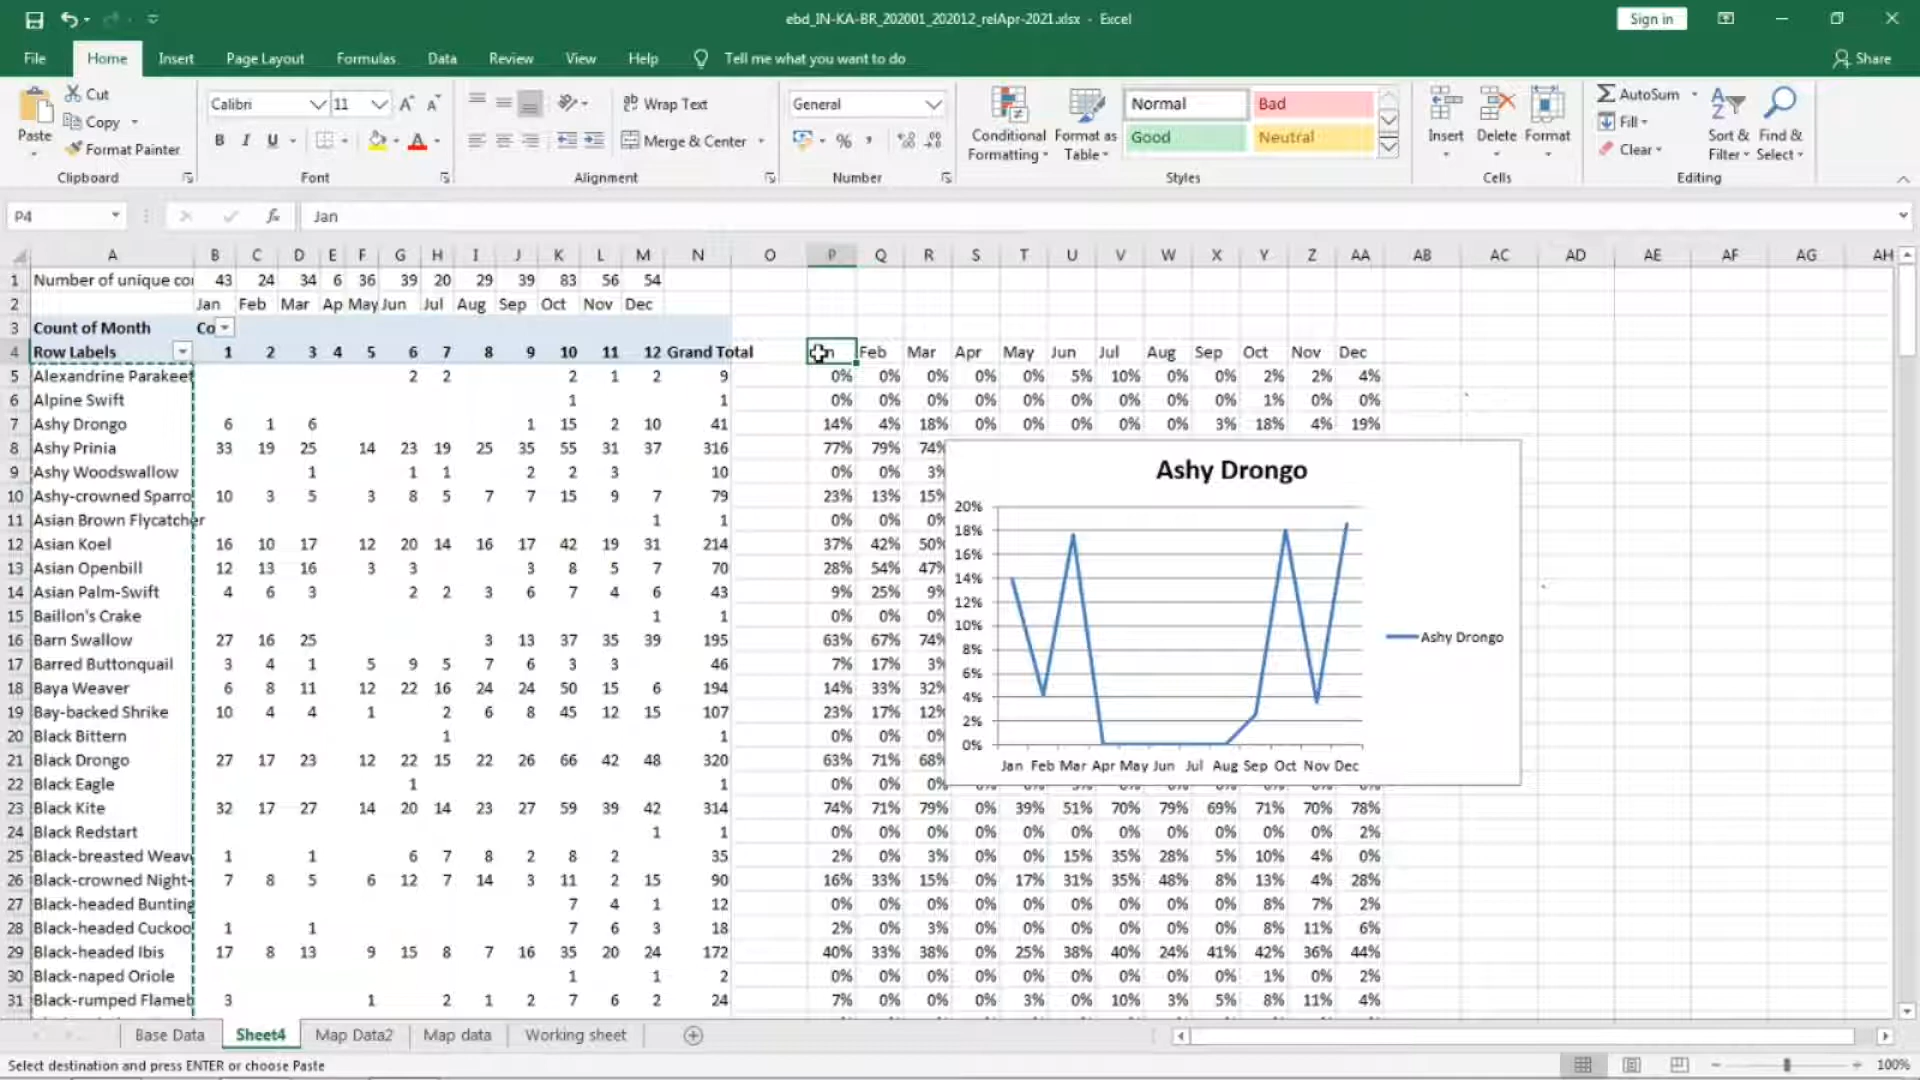 ebd_IN-KA-BR_202001_202012_relApr-2021.xlsx - Excel
Sign in
File Home Insert Page Layout Formulas Data Review View Help Tell me what you want to do Share
Cut Calibri 11 Wrap Text General Normal Bad AutoSum
Paste Copy Conditional Formatting Format as Table Insert Delete Format Fill Sort & Filter Find & Select
Format Painter B I U Merge & Center % Good Neutral Clear
Clipboard Font Alignment Number Styles Cells Editing
P4 fx Jan
A B C D E F G H I J K L M N O P Q R S T U V W X Y Z AA AB AC AD AE AF AG AH
1 Number of unique co 43 24 34 6 36 39 20 29 39 83 56 54
2 Jan Feb Mar Ap May Jun Jul Aug Sep Oct Nov Dec
3 Count of Month Co
4 Row Labels 1 2 3 4 5 6 7 8 9 10 11 12 Grand Total n Feb Mar Apr May Jun Jul Aug Sep Oct Nov Dec
5 Alexandrine Parakeet 2 2 2 1 2 9 0% 0% 0% 0% 0% 5% 10% 0% 0% 2% 2% 4%
6 Alpine Swift 1 1 0% 0% 0% 0% 0% 0% 0% 0% 0% 1% 0% 0%
7 Ashy Drongo 6 1 6 1 15 2 10 41 14% 4% 18% 0% 0% 0% 0% 0% 3% 18% 4% 19%
8 Ashy Prinia 33 19 25 14 23 19 25 35 55 31 37 316 77% 79% 74%
9 Ashy Woodswallow 1 1 1 2 2 3 10 0% 0% 3%
10 Ashy-crowned Sparro 10 3 5 3 8 5 7 7 15 9 7 79 23% 13% 15%
11 Asian Brown Flycatcher 1 1 0% 0% 0%
12 Asian Koel 16 10 17 12 20 14 16 17 42 19 31 214 37% 42% 50%
13 Asian Openbill 12 13 16 3 3 3 8 5 7 70 28% 54% 47%
14 Asian Palm-Swift 4 6 3 2 2 3 6 7 4 6 43 9% 25% 9%
15 Baillon's Crake 1 1 0% 0% 0%
16 Barn Swallow 27 16 25 3 13 37 35 39 195 63% 67% 74%
17 Barred Buttonquail 3 4 1 5 9 5 7 6 3 3 46 7% 17% 3%
18 Baya Weaver 6 8 11 12 22 16 24 24 50 15 6 194 14% 33% 32%
19 Bay-backed Shrike 10 4 4 1 2 6 8 45 12 15 107 23% 17% 12%
20 Black Bittern 1 1 0% 0% 0%
21 Black Drongo 27 17 23 12 22 15 22 26 66 42 48 320 63% 71% 68%
22 Black Eagle 1 1 0% 0% 0%
23 Black Kite 32 17 27 14 20 14 23 27 59 39 42 314 74% 71% 79% 0% 39% 51% 70% 79% 69% 71% 70% 78%
24 Black Redstart 1 1 0% 0% 0% 0% 0% 0% 0% 0% 0% 0% 0% 2%
25 Black-breasted Weav 1 1 6 7 8 2 8 2 35 2% 0% 3% 0% 0% 15% 35% 28% 5% 10% 4% 0%
26 Black-crowned Night- 7 8 5 6 12 7 14 3 11 2 15 90 16% 33% 15% 0% 17% 31% 35% 48% 8% 13% 4% 28%
27 Black-headed Bunting 7 4 1 12 0% 0% 0% 0% 0% 0% 0% 0% 0% 8% 7% 2%
28 Black-headed Cuckoo 1 1 7 6 3 18 2% 0% 3% 0% 0% 0% 0% 0% 0% 8% 11% 6%
29 Black-headed Ibis 17 8 13 9 15 8 7 16 35 20 24 172 40% 33% 38% 0% 25% 38% 40% 24% 41% 42% 36% 44%
30 Black-naped Oriole 1 1 2 0% 0% 0% 0% 0% 0% 0% 0% 0% 1% 0% 2%
31 Black-rumped Flameb 3 1 2 1 2 7 6 2 24 7% 0% 0% 0% 3% 0% 10% 3% 5% 8% 11% 4%
Ashy Drongo
20%
18%
16%
14%
12%
10%
8%
6%
4%
2%
0%
Jan Feb Mar Apr May Jun Jul Aug Sep Oct Nov Dec
Ashy Drongo
Base Data Sheet4 Map Data2 Map data Working sheet
Select destination and press ENTER or choose Paste 100%